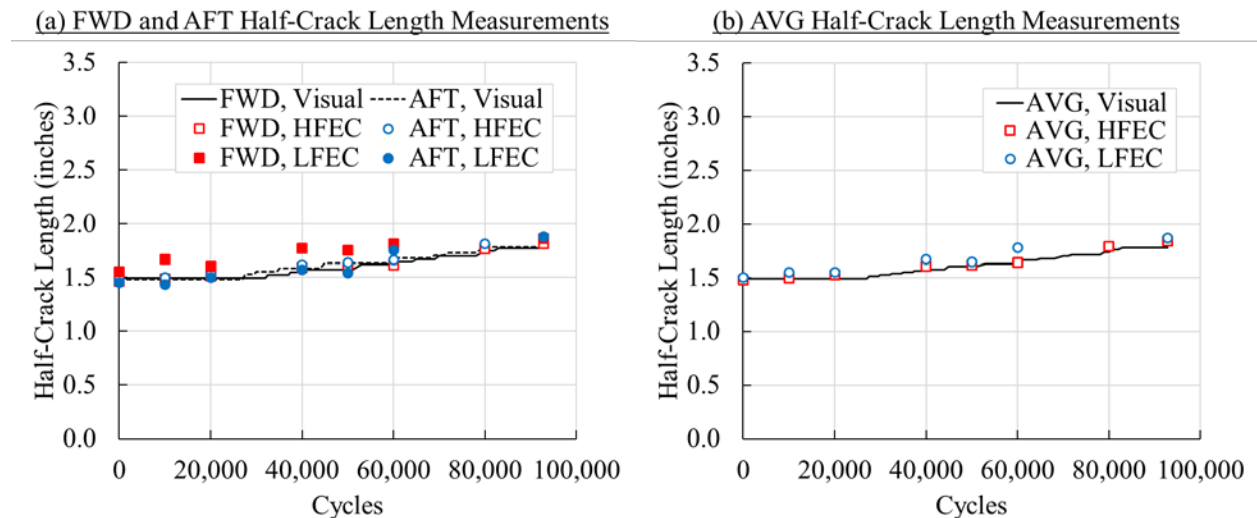 (a) FWD and AFT Half-Crack Length Measurements
Half-Crack Length (inches)
3.5
3.0
2.5
2.0
1.5
1.0
0.5
0.0
FWD, Visual
AFT, Visual
FWD, HFEC
AFT, HFEC
FWD, LFEC
AFT, LFEC
0
20,000
40,000
60,000
80,000
100,000
Cycles
(b) AVG Half-Crack Length Measurements
Half-Crack Length (inches)
3.5
3.0
2.5
2.0
1.5
1.0
0.5
0.0
AVG, Visual
AVG, HFEC
AVG, LFEC
0
20,000
40,000
60,000
80,000
100,000
Cycles